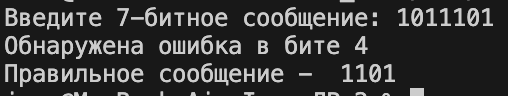 Введите 7-битное сообщение: 1011101
Обнаружена ошибка в бите 4
Правильное сообщение -  1101